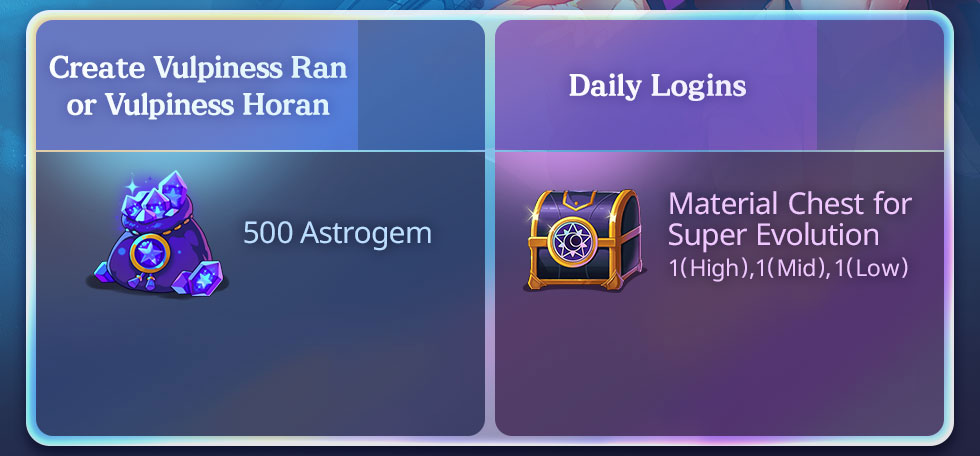 Create Vulpiness Ran
or Vulpiness Horan
500 Astrogem
Daily Logins
Material Chest for
Super Evolution
1(High),1(Mid),1(Low)